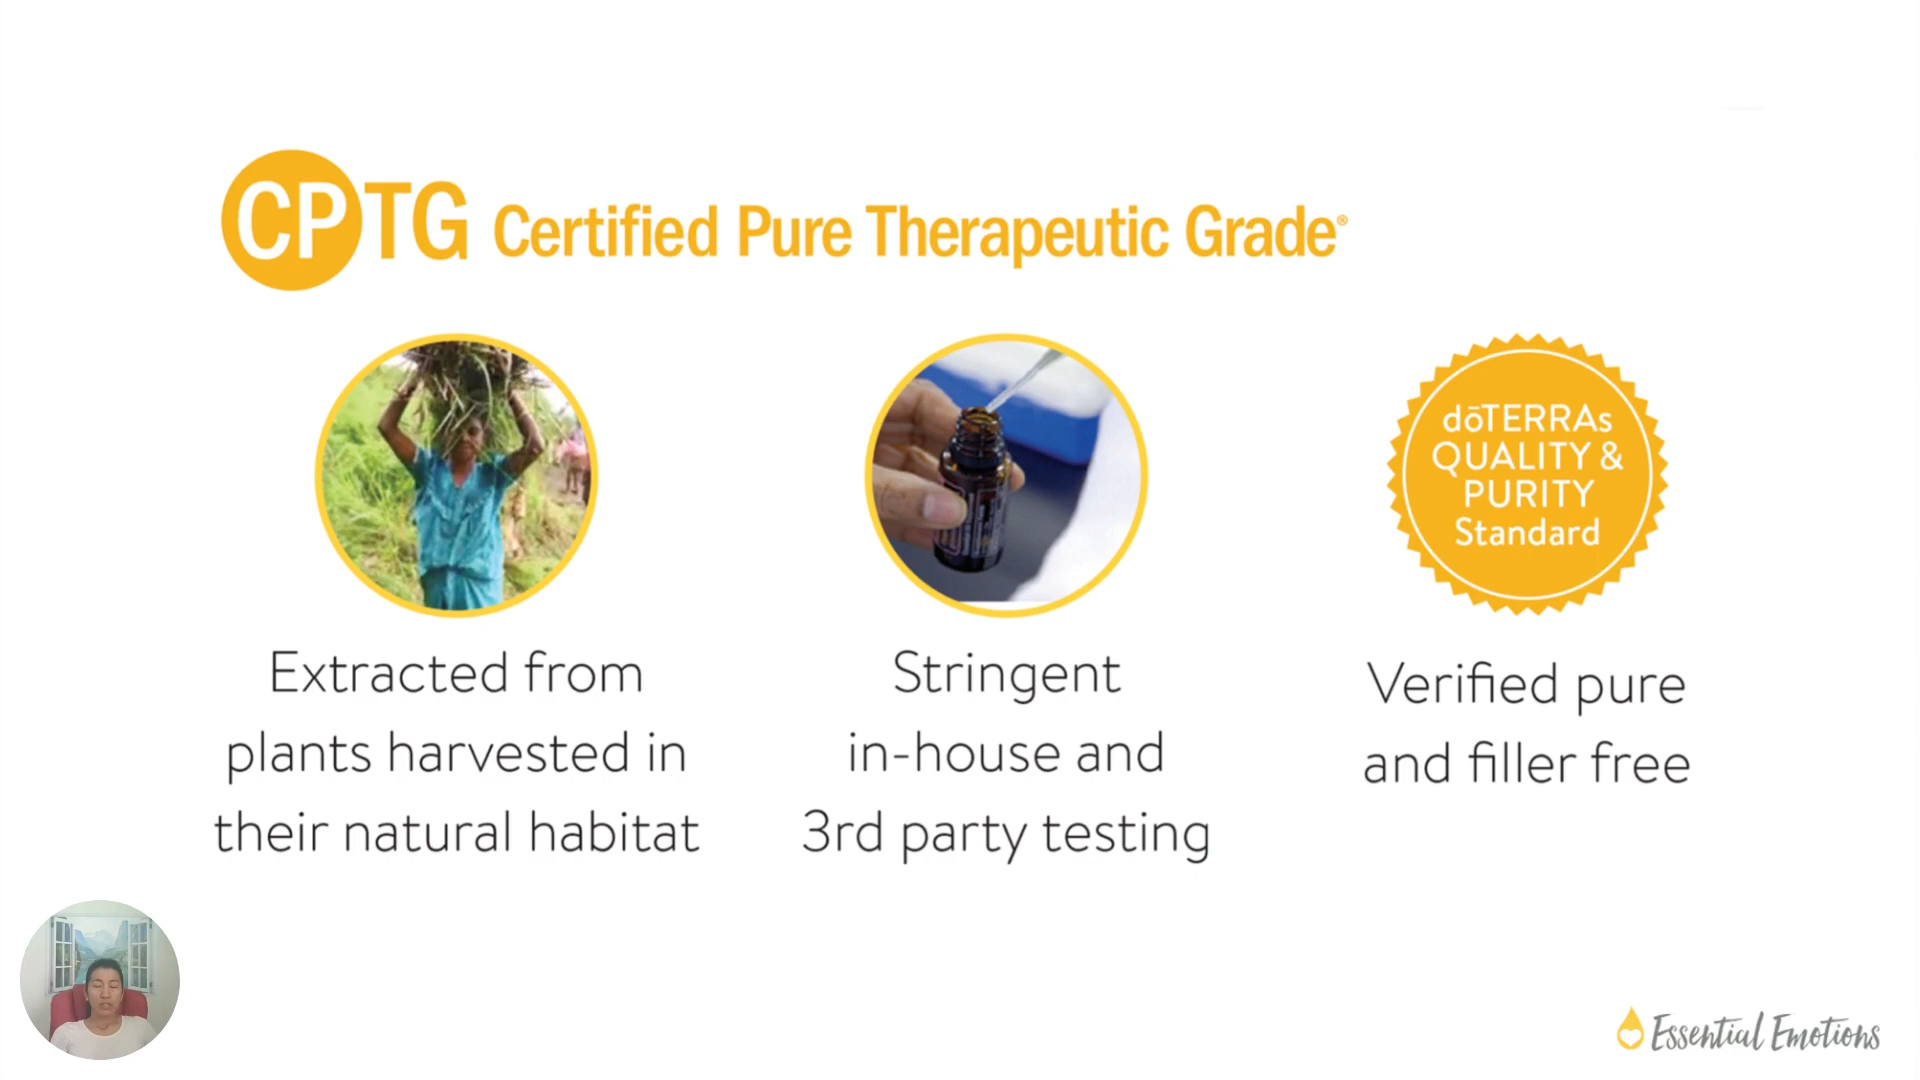 CPTG Certified Pure Therapeutic Grade®
dōTERRAs
QUALITY &
PURITY
Standard
Extracted from
plants harvested in
their natural habitat
Stringent
in-house and
3rd party testing
Verified pure
and filler free
Essential Emotions